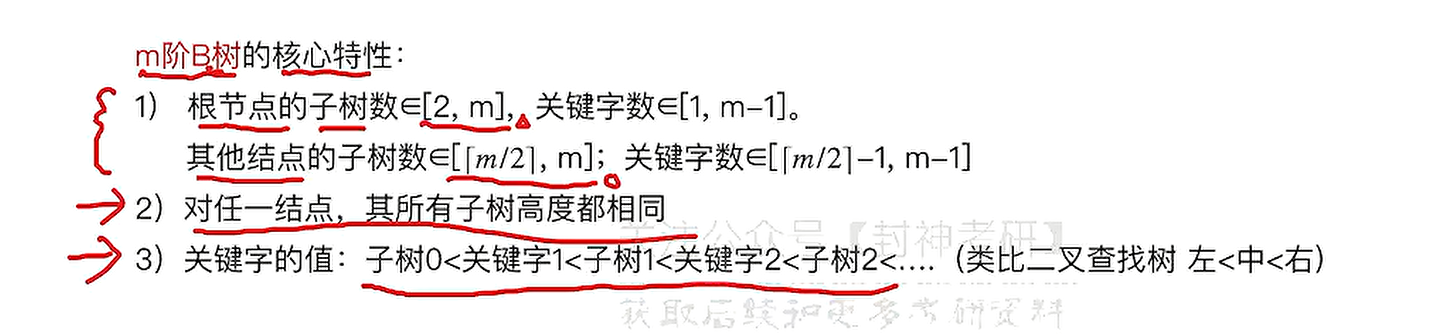 m阶B树的核心特性：
1） 根节点的子树数∈[2, m]，关键字数∈[1, m-1]。
其他结点的子树数∈[⌈m/2⌉, m]；关键字数∈[⌈m/2⌉-1, m-1]
2）对任一结点，其所有子树高度都相同
关注公众号【封神考研】
3）关键字的值：子树0<关键字1<子树1<关键字2<子树2<....（类比二叉查找树 左<中<右）
获取后续和更多考研资料